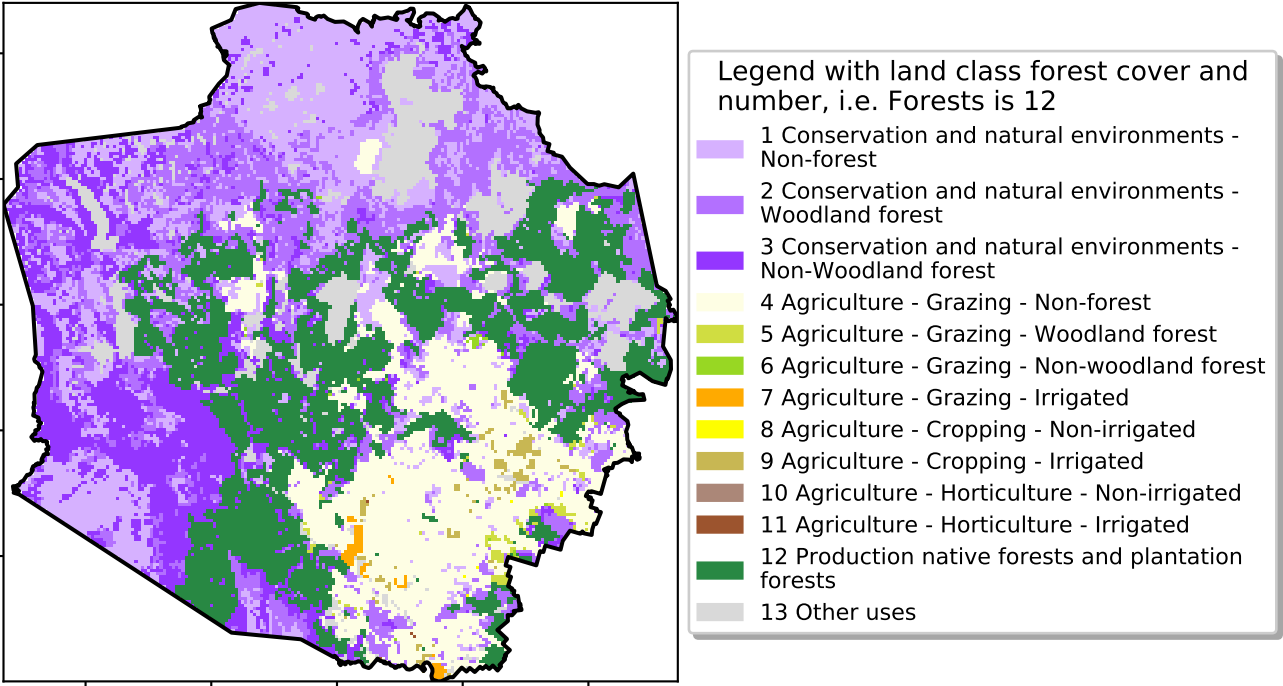 Legend with land class forest cover and
number, i.e. Forests is 12
1 Conservation and natural environments -
Non-forest
2 Conservation and natural environments -
Woodland forest
3 Conservation and natural environments -
Non-Woodland forest
4 Agriculture - Grazing - Non-forest
5 Agriculture - Grazing - Woodland forest
6 Agriculture - Grazing - Non-woodland forest
7 Agriculture - Grazing - Irrigated
8 Agriculture - Cropping - Non-irrigated
9 Agriculture - Cropping - Irrigated
10 Agriculture - Horticulture - Non-irrigated
11 Agriculture - Horticulture - Irrigated
12 Production native forests and plantation
forests
13 Other uses